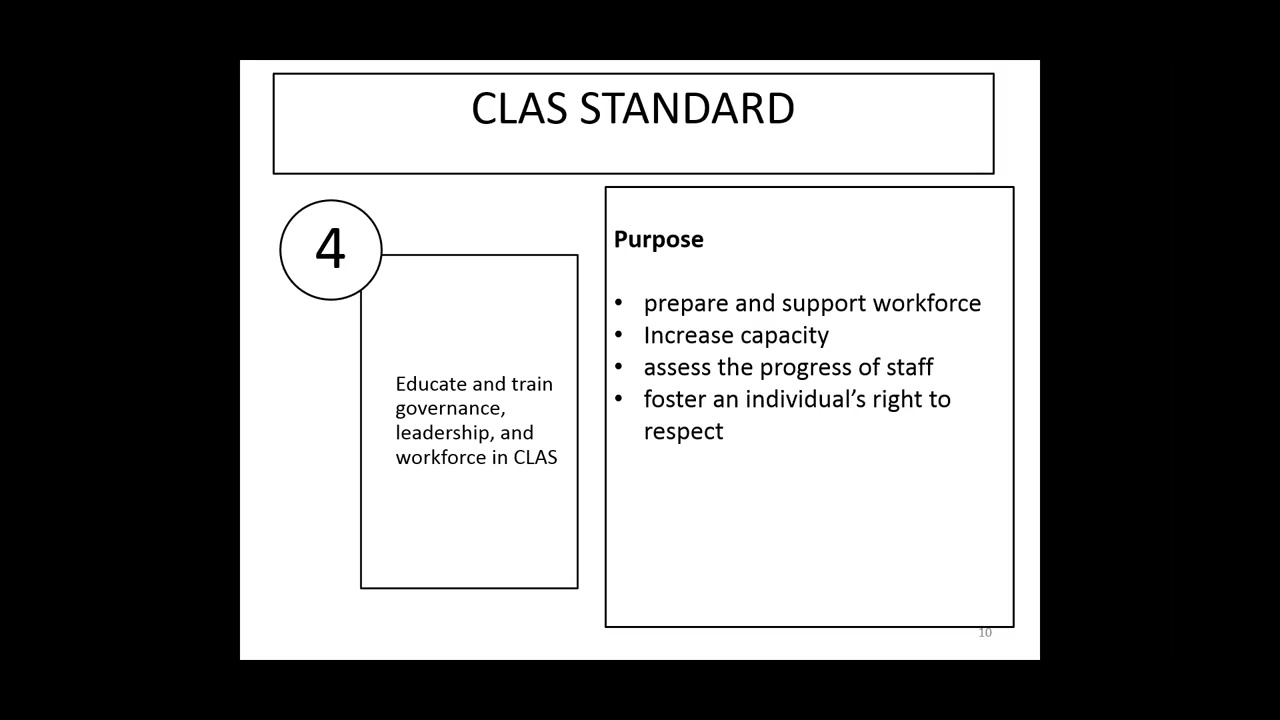 CLAS STANDARD
4
Educate and train
governance,
leadership, and
workforce in CLAS
Purpose
• prepare and support workforce
• Increase capacity
• assess the progress of staff
• foster an individual’s right to
respect
10